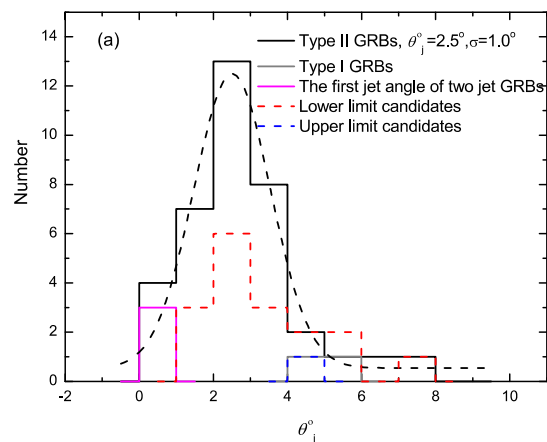 (a)
Type II GRBs, θ°j=2.5°,σ=1.0°
Type I GRBs
The first jet angle of two jet GRBs
Lower limit candidates
Upper limit candidates
Number
14
12
10
8
6
4
2
0
-2 0 2 4 6 8 10
θ°j